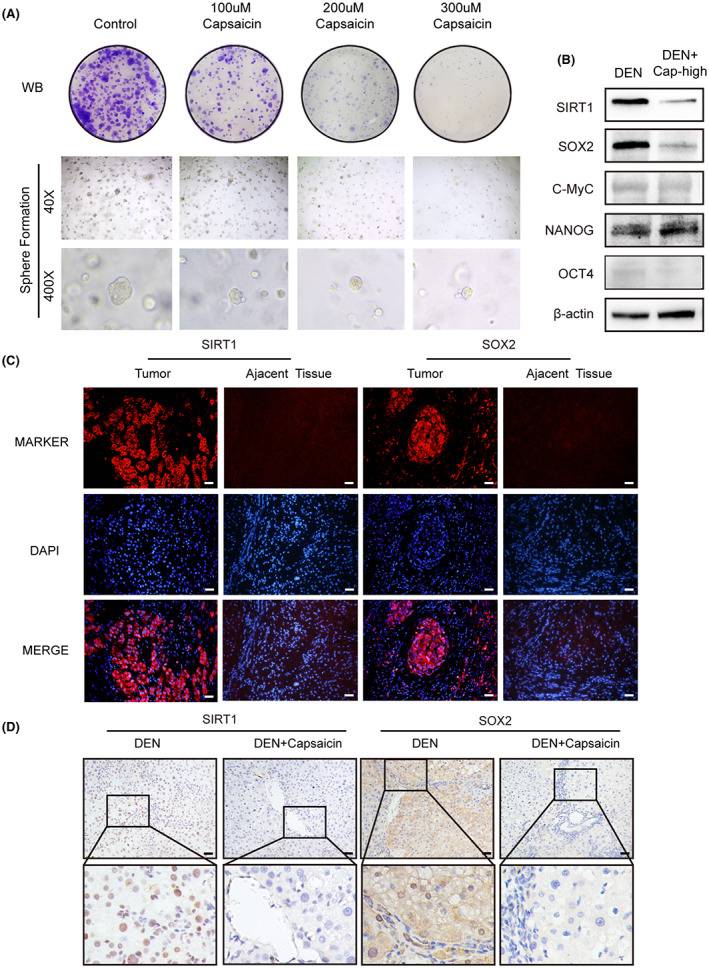 (A)
Control
100uM
Capsaicin
200uM
Capsaicin
300uM
Capsaicin
WB
Sphere Formation
40X
400X
(B)
DEN
DEN+
Cap-high
SIRT1
SOX2
C-MyC
NANOG
OCT4
β-actin
(C)
SIRT1
SOX2
Tumor
Ajacent Tissue
Tumor
Ajacent Tissue
MARKER
DAPI
MERGE
(D)
SIRT1
SOX2
DEN
DEN+Capsaicin
DEN
DEN+Capsaicin